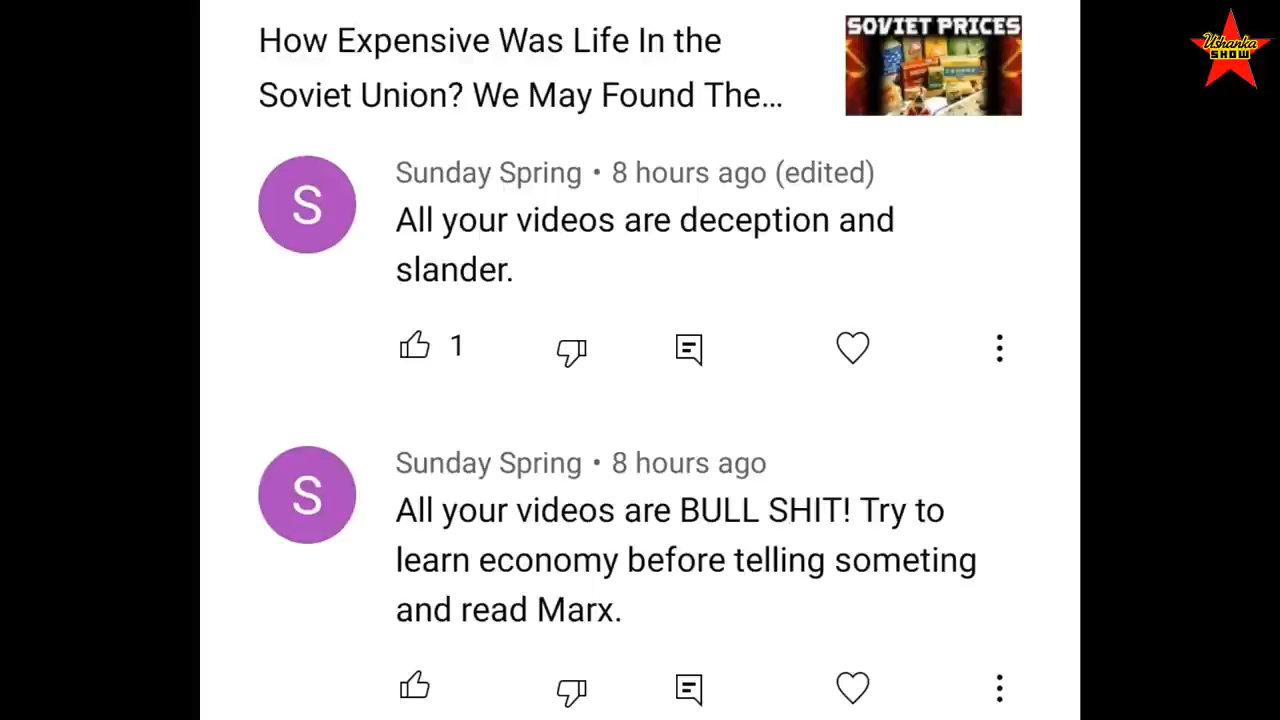 How Expensive Was Life In the
Soviet Union? We May Found The...
SOVIET PRICES
Ushanka
SHOW
Sunday Spring • 8 hours ago (edited)
All your videos are deception and
slander.
1
S
Sunday Spring • 8 hours ago
All your videos are BULL SHIT! Try to
learn economy before telling someting
and read Marx.
S